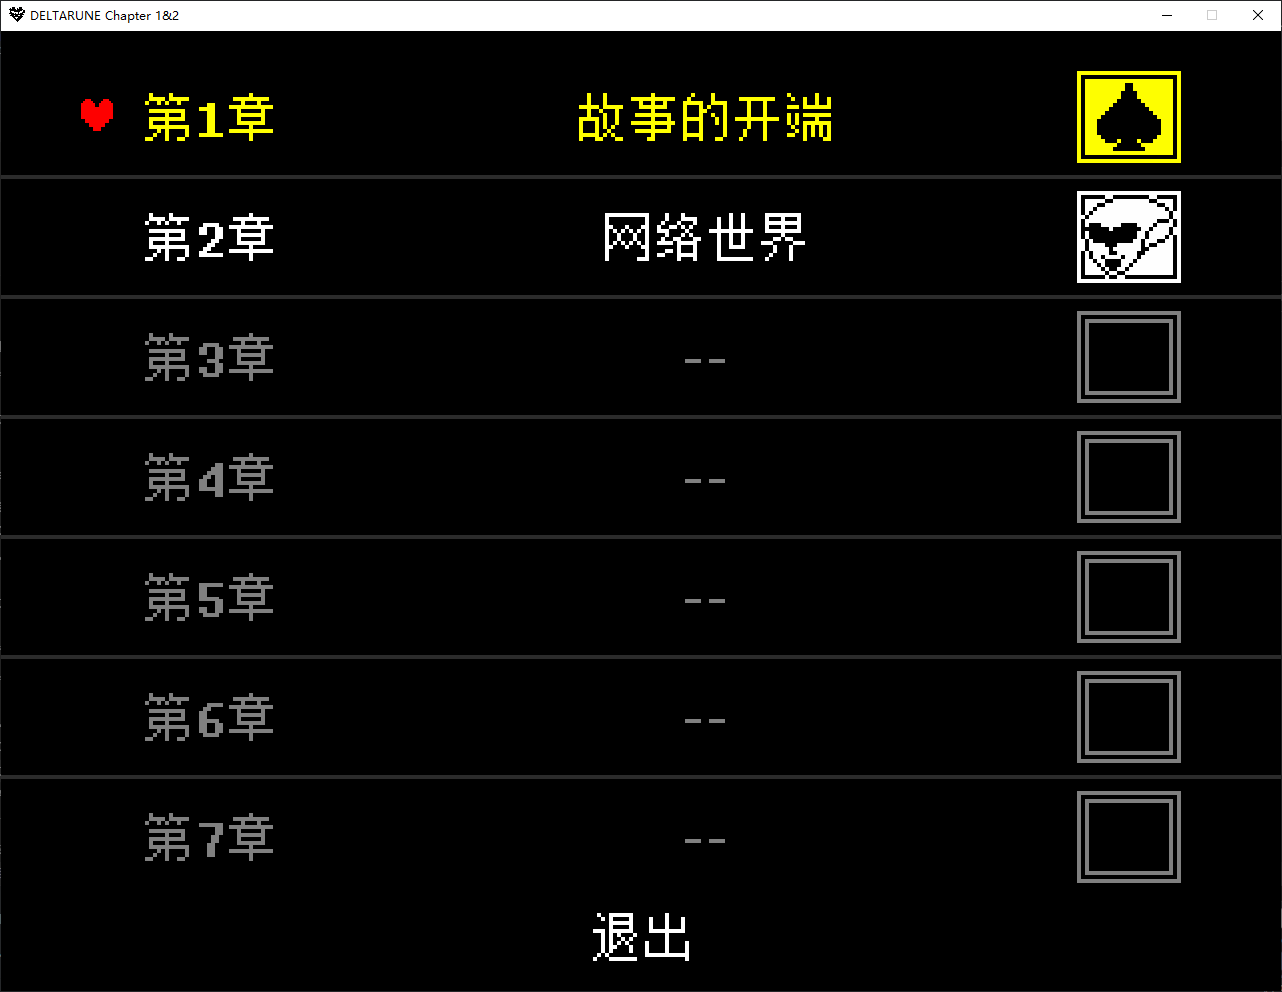 DELTARUNE Chapter 1&2
第1章 故事的开端
第2章 网络世界
第3章 --
第4章 --
第5章 --
第6章 --
第7章 --
退出